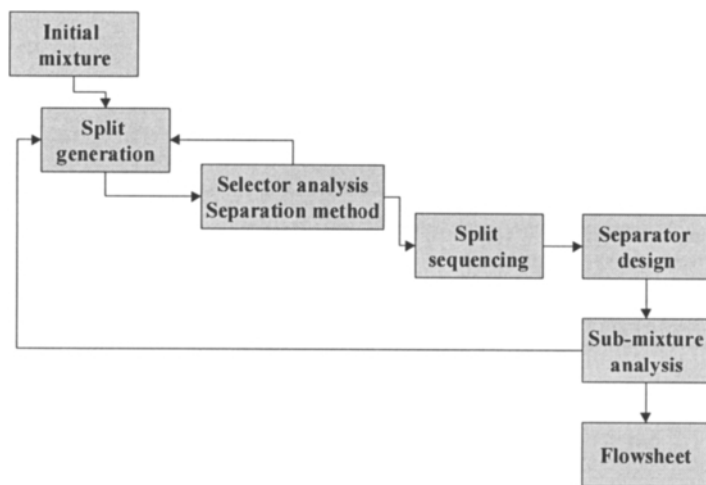 Initial
mixture
Split
generation
Selector analysis
Separation method
Split
sequencing
Separator
design
Sub-mixture
analysis
Flowsheet